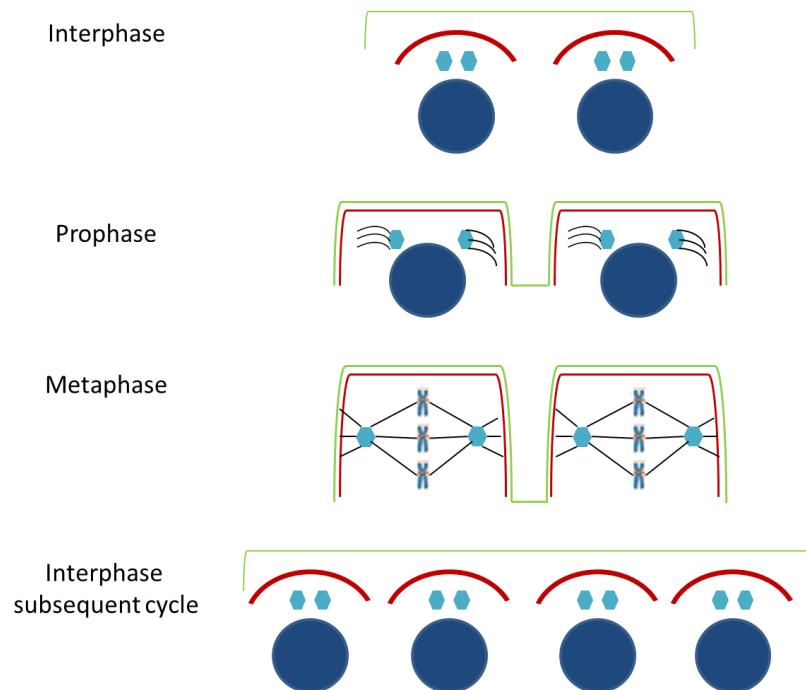 Interphase
Prophase
Metaphase
Interphase
subsequent cycle